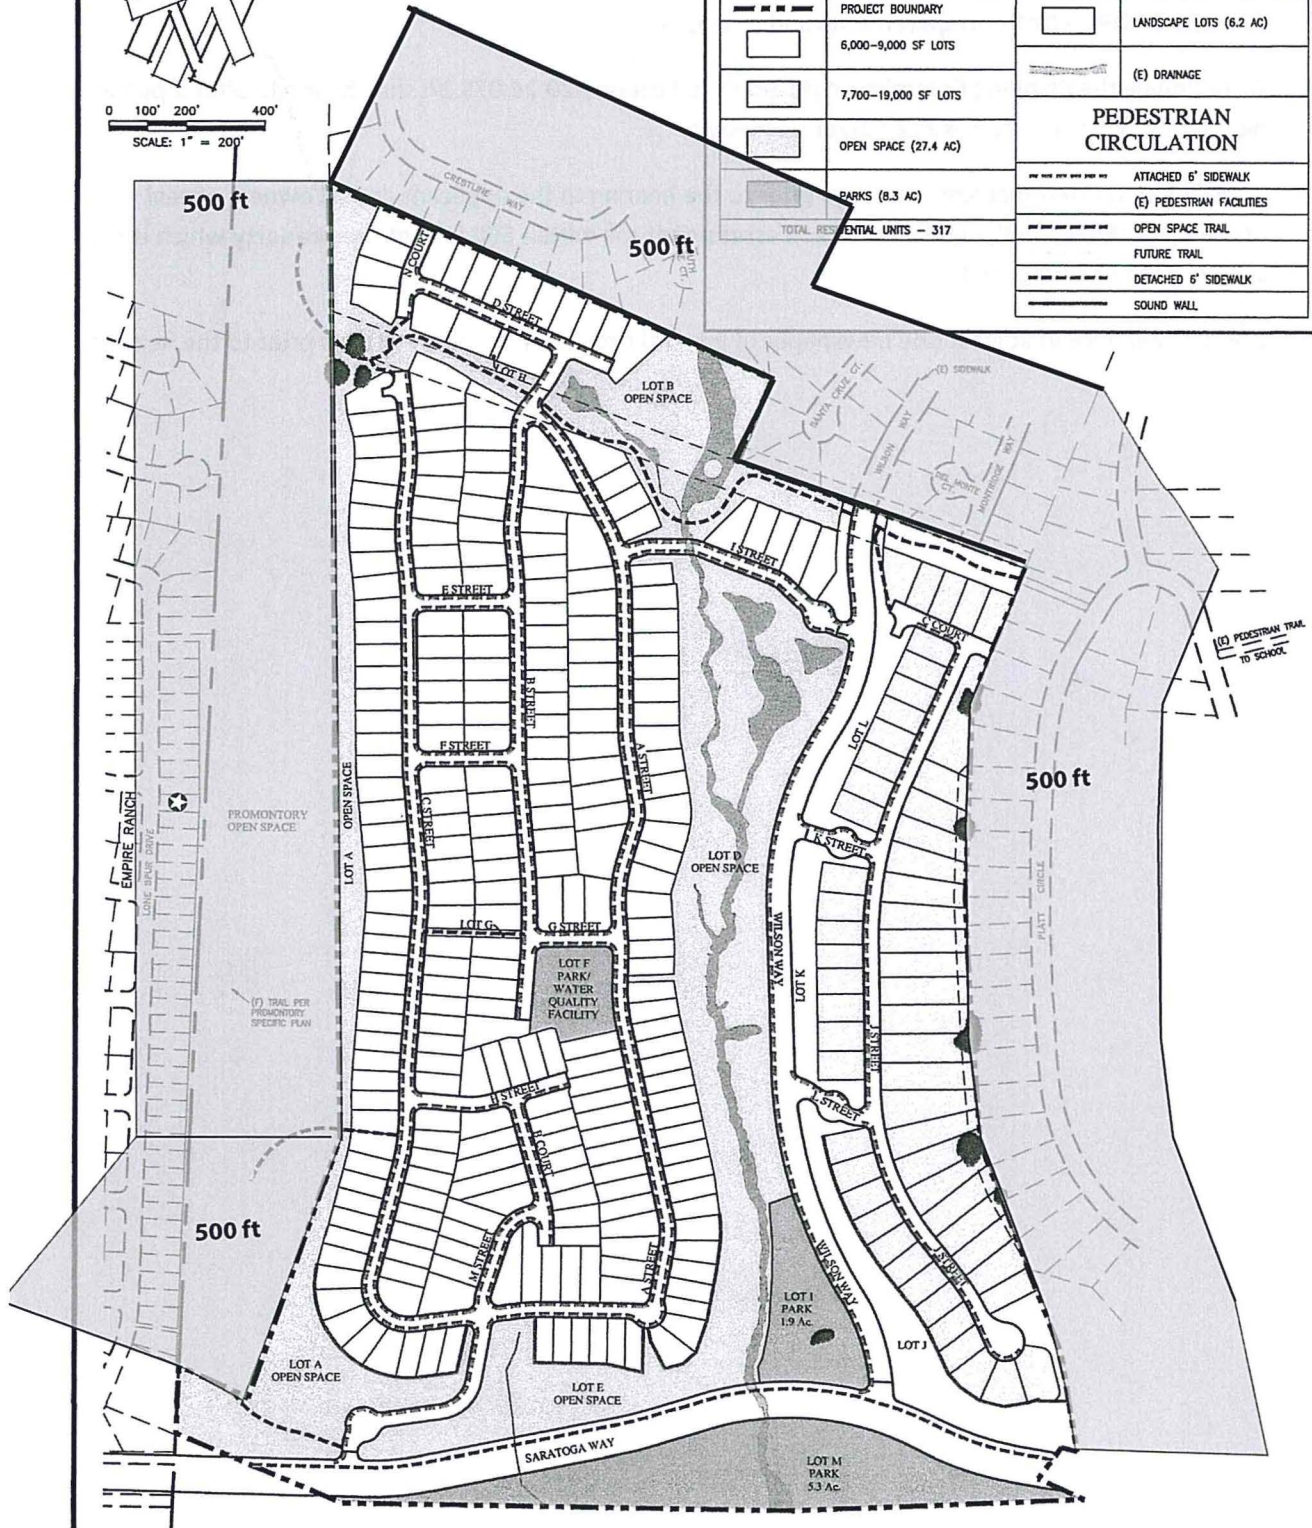 PROJECT BOUNDARY
6,000-9,000 SF LOTS
7,700-19,000 SF LOTS
OPEN SPACE (27.4 AC)
PARKS (8.3 AC)
TOTAL RESIDENTIAL UNITS - 317
LANDSCAPE LOTS (6.2 AC)
(E) DRAINAGE
PEDESTRIAN
CIRCULATION
ATTACHED 6' SIDEWALK
(E) PEDESTRIAN FACILITIES
OPEN SPACE TRAIL
FUTURE TRAIL
DETACHED 6' SIDEWALK
SOUND WALL
0 100' 200' 400'
SCALE: 1" = 200'
500 ft
CRESTLINE WAY
500 ft
N COURT
D STREET
LOT H
LOT B
OPEN SPACE
SANTA CRUZ CT.
(E) SIDEWALK
WILSON WAY
DEL MONTE
CT.
MONTRIDGE WAY
I STREET
C COURT
(E) PEDESTRIAN TRAIL
TO SCHOOL
E STREET
B STREET
F STREET
A STREET
LOT L
500 ft
EMPIRE RANCH
LONE SPUR DRIVE
PROMONTORY
OPEN SPACE
LOT A OPEN SPACE
C STREET
LOT D
OPEN SPACE
K STREET
PLATT CIRCLE
LOT G
G STREET
WILSON WAY
LOT K
LOT F
PARK/
WATER
QUALITY
FACILITY
(F) TRAIL PER
PROMONTORY
SPECIFIC PLAN
J STREET
H STREET
L STREET
COURT
500 ft
M STREET
A STREET
WILSON WAY
J STREET
LOT I
PARK
1.9 Ac.
LOT J
LOT A
OPEN SPACE
LOT E
OPEN SPACE
SARATOGA WAY
LOT M
PARK
5.3 Ac.